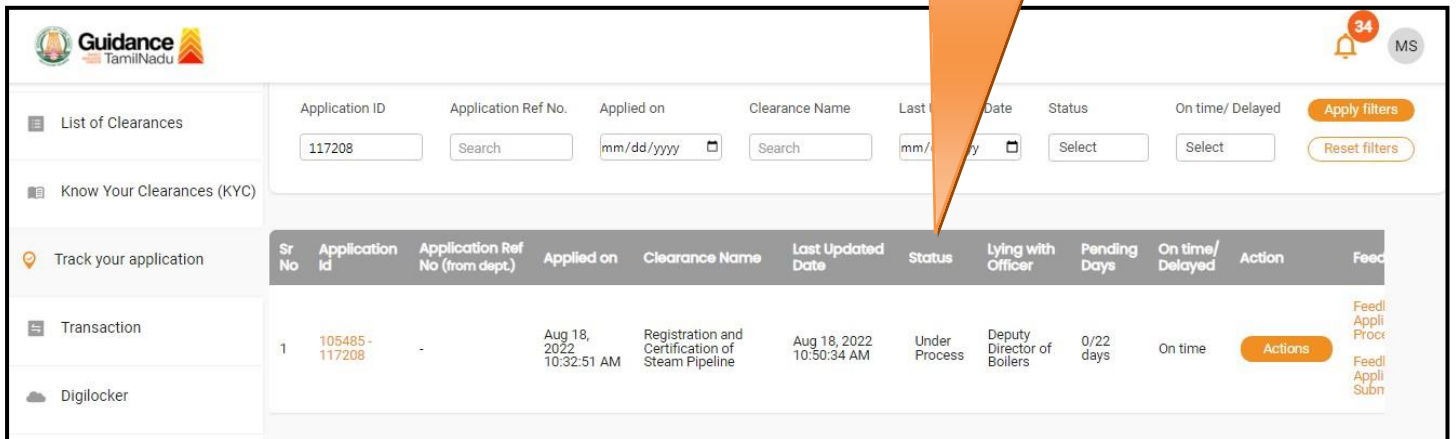 Guidance
TamilNadu
34
MS
List of Clearances
Know Your Clearances (KYC)
Track your application
Transaction
Digilocker
Application ID
Application Ref No.
Applied on
Clearance Name
Date
Status
On time/ Delayed
Apply filters
117208
Search
mm/dd/yyyy
Search
Select
Select
Reset filters
Sr No
Application Id
Application Ref No (from dept.)
Applied on
Clearance Name
Last Updated Date
Status
Lying with Officer
Pending Days
On time/ Delayed
Action
1
105485 -
117208
-
Aug 18,
2022
10:32:51 AM
Registration and
Certification of
Steam Pipeline
Aug 18, 2022
10:50:34 AM
Under
Process
Deputy
Director of
Boilers
0/22
days
On time
Actions